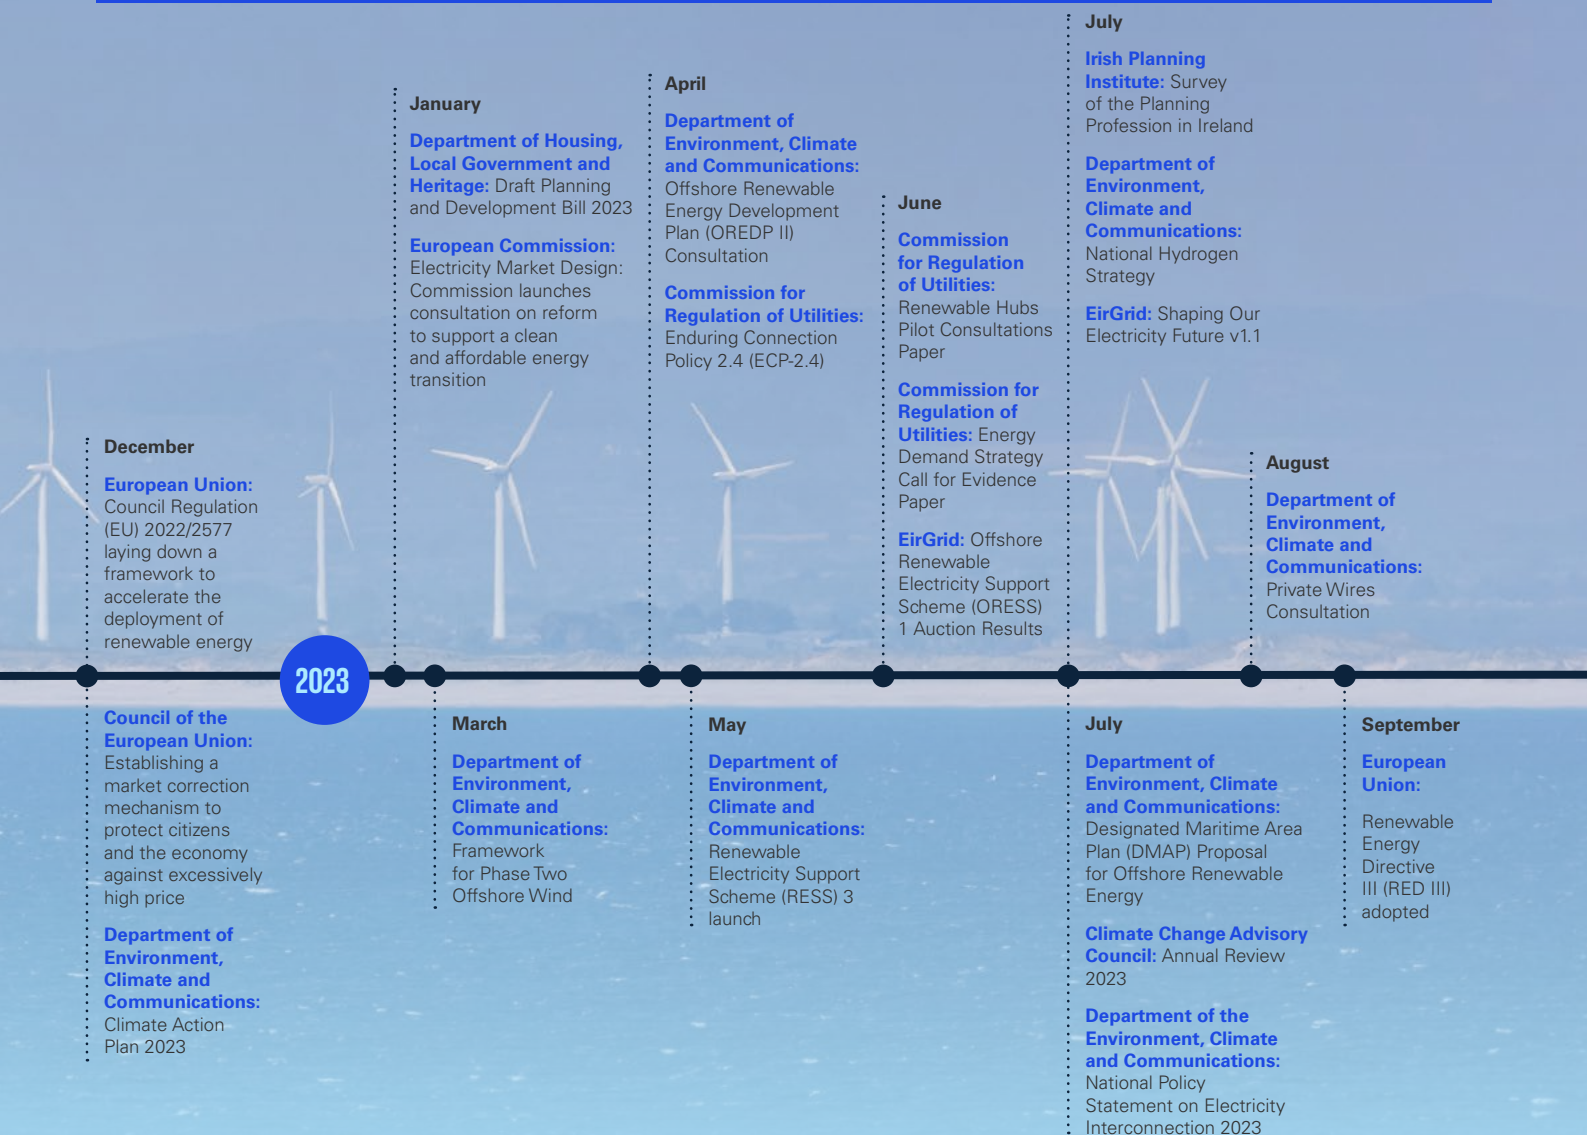 December
European Union:
Council Regulation
(EU) 2022/2577
laying down a
framework to
accelerate the
deployment of
renewable energy
Council of the
European Union:
Establishing a
market correction
mechanism to
protect citizens
and the economy
against excessively
high price
Department of
Environment,
Climate and
Communications:
Climate Action
Plan 2023
2023
January
Department of Housing,
Local Government and
Heritage: Draft Planning
and Development Bill 2023
European Commission:
Electricity Market Design:
Commission launches
consultation on reform
to support a clean
and affordable energy
transition
March
Department of
Environment,
Climate and
Communications:
Framework
for Phase Two
Offshore Wind
April
Department of
Environment, Climate
and Communications:
Offshore Renewable
Energy Development
Plan (OREDP II)
Consultation
Commission for
Regulation of Utilities:
Enduring Connection
Policy 2.4 (ECP-2.4)
May
Department of
Environment,
Climate and
Communications:
Renewable
Electricity Support
Scheme (RESS) 3
launch
June
Commission
for Regulation
of Utilities:
Renewable Hubs
Pilot Consultations
Paper
Commission for
Regulation of
Utilities: Energy
Demand Strategy
Call for Evidence
Paper
EirGrid: Offshore
Renewable
Electricity Support
Scheme (ORESS)
1 Auction Results
July
Irish Planning
Institute: Survey
of the Planning
Profession in Ireland
Department of
Environment,
Climate and
Communications:
National Hydrogen
Strategy
EirGrid: Shaping Our
Electricity Future v1.1
July
Department of
Environment, Climate
and Communications:
Designated Maritime Area
Plan (DMAP) Proposal
for Offshore Renewable
Energy
Climate Change Advisory
Council: Annual Review
2023
Department of the
Environment, Climate
and Communications:
National Policy
Statement on Electricity
Interconnection 2023
August
Department of
Environment,
Climate and
Communications:
Private Wires
Consultation
September
European
Union:
Renewable
Energy
Directive
III (RED III)
adopted